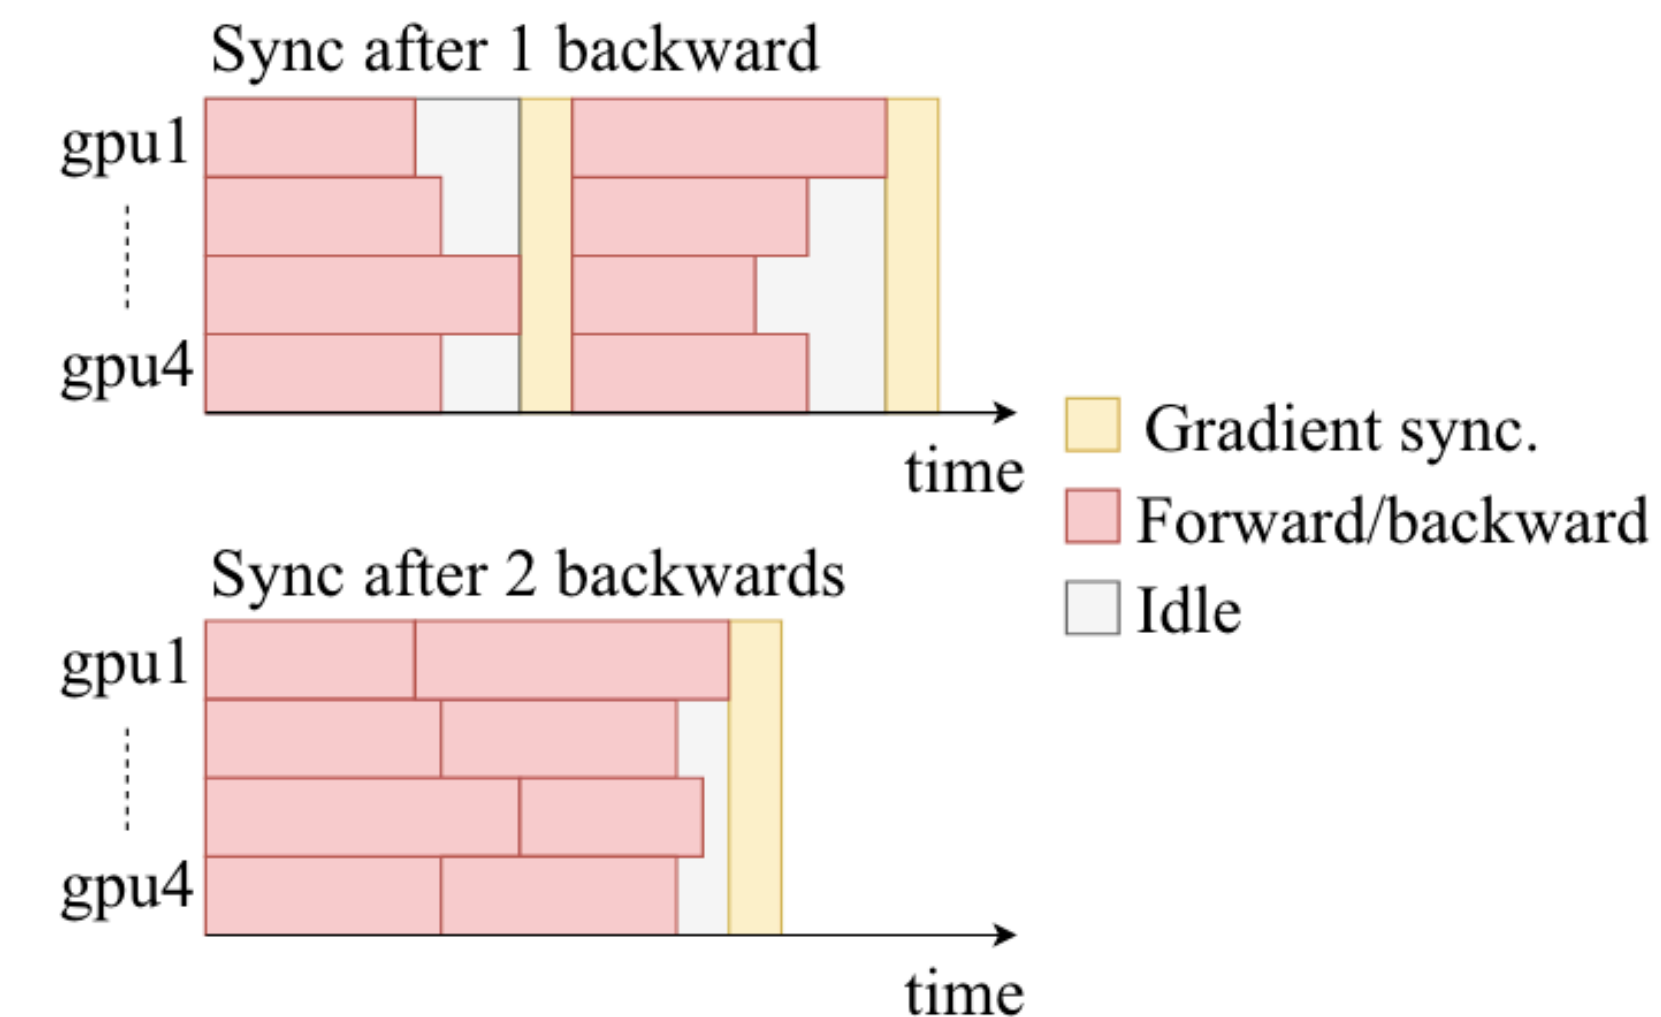 Sync after 1 backward
gpu1
gpu4
time
Gradient sync.
Forward/backward
Idle
Sync after 2 backwards
gpu1
gpu4
time